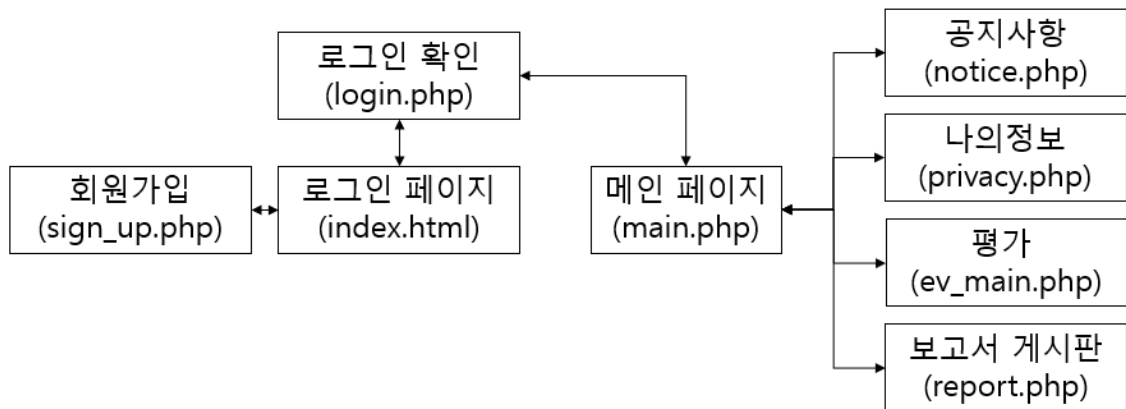 로그인 확인
(login.php)
회원가입
(sign_up.php)
로그인 페이지
(index.html)
메인 페이지
(main.php)
공지사항
(notice.php)
나의정보
(privacy.php)
평가
(ev_main.php)
보고서 게시판
(report.php)